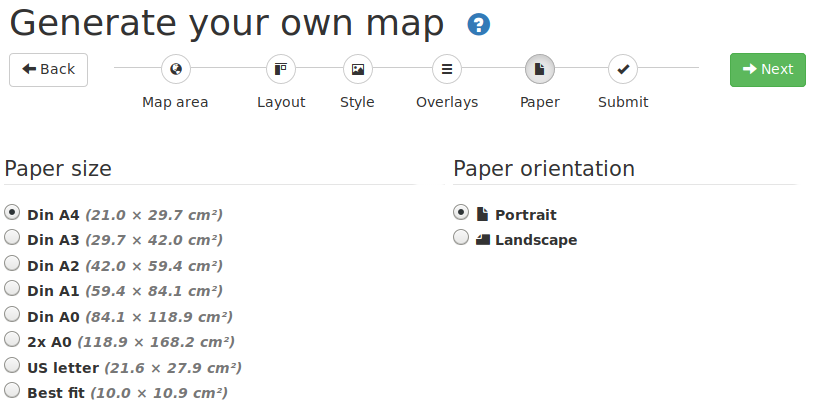 Generate your own map ?
Back
Next
Map area Layout Style Overlays Paper Submit
Paper size
Din A4 (21.0 × 29.7 cm²)
Din A3 (29.7 × 42.0 cm²)
Din A2 (42.0 × 59.4 cm²)
Din A1 (59.4 × 84.1 cm²)
Din A0 (84.1 × 118.9 cm²)
2x A0 (118.9 × 168.2 cm²)
US letter (21.6 × 27.9 cm²)
Best fit (10.0 × 10.9 cm²)
Paper orientation
Portrait
Landscape